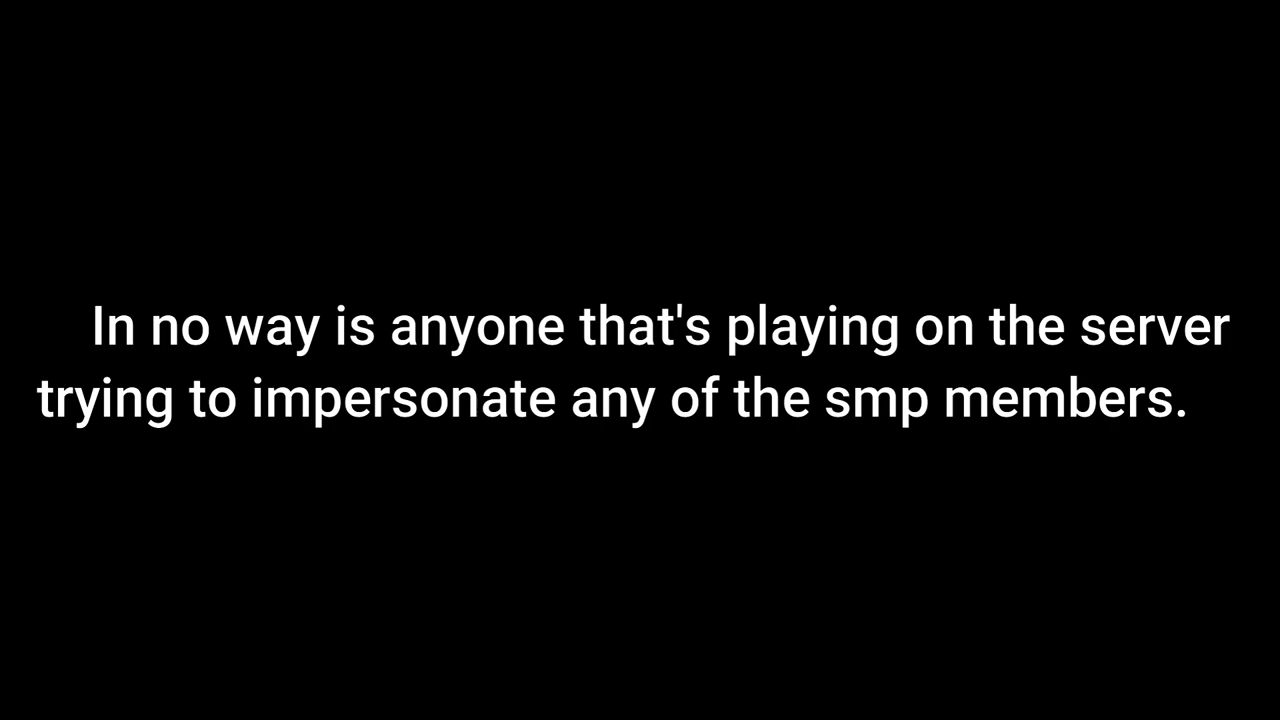 In no way is anyone that's playing on the server
trying to impersonate any of the smp members.